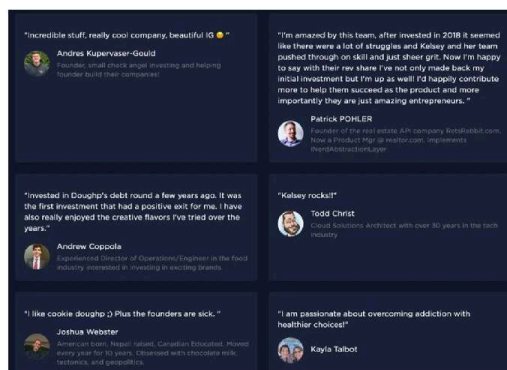 "Incredible stuff, really cool company, beautiful IG 😊 "
Andres Kupervaser-Gould
Founder, small check angel investing and helping
founder build their companies!
"I'm amazed by this team, after invested in 2018 it seemed
like there were a lot of struggles and Kelsey and her team
pushed through on skill and just sheer grit. Now I'm happy
to say with their rev share I've not only made back my
initial investment but I'm up as well! I'd happily contribute
more to help them succeed as the product and more
importantly they are just amazing entrepreneurs. "
Patrick POHLER
Founder of the real estate API company RetsRabbit.com,
Now a Product Mgr @ realtor.com, implements
INerdAbstractionLayer
"Invested in Doughp's debt round a few years ago. It was
the first investment that had a positive exit for me. I have
also really enjoyed the creative flavors I've tried over the
years."
Andrew Coppola
Experienced Director of Operations/Engineer in the food
industry interested in investing in exciting brands.
"Kelsey rocks!!"
Todd Christ
Cloud Solutions Architect with over 30 years in the tech
industry
"I like cookie doughp ;) Plus the founders are sick. "
Joshua Webster
American born, Nepali raised, Canadian Educated. Moved
every year for 10 years. Obsessed with chocolate milk,
tectonics, and geopolitics.
"I am passionate about overcoming addiction with
healthier choices!"
Kayla Talbot